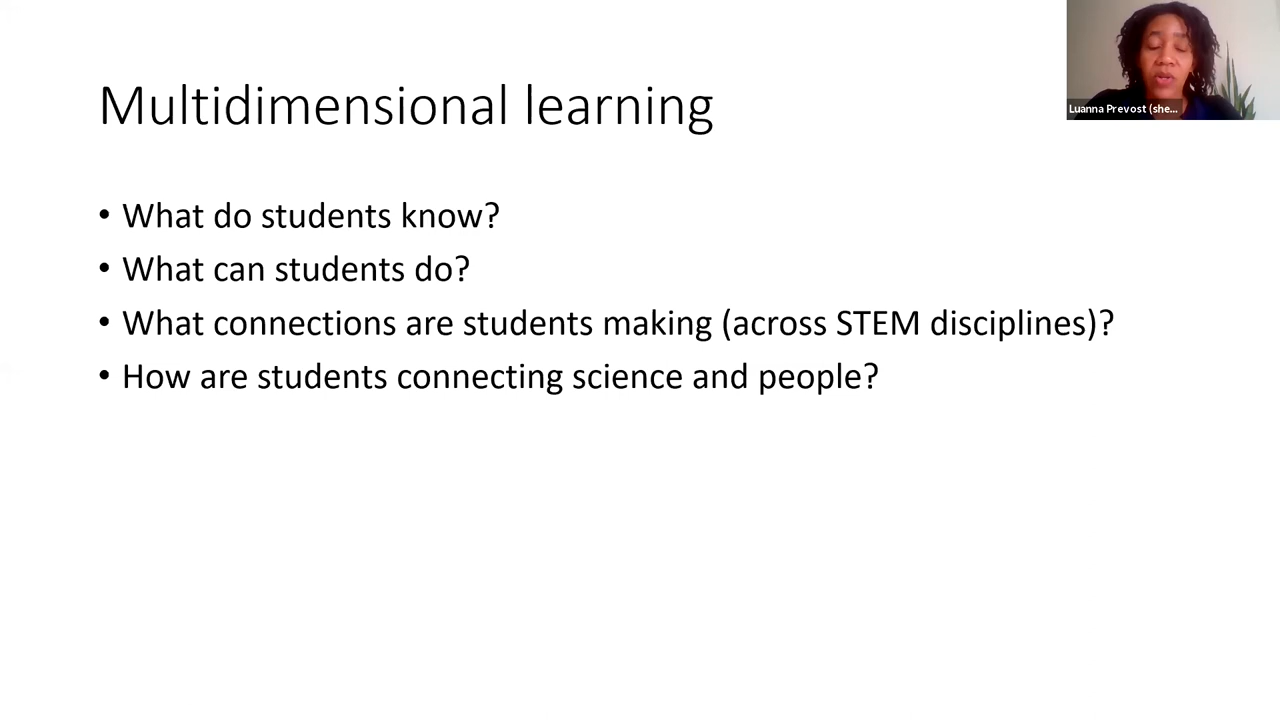 Multidimensional learning
Luanna Prevost (she...
• What do students know?
• What can students do?
• What connections are students making (across STEM disciplines)?
• How are students connecting science and people?